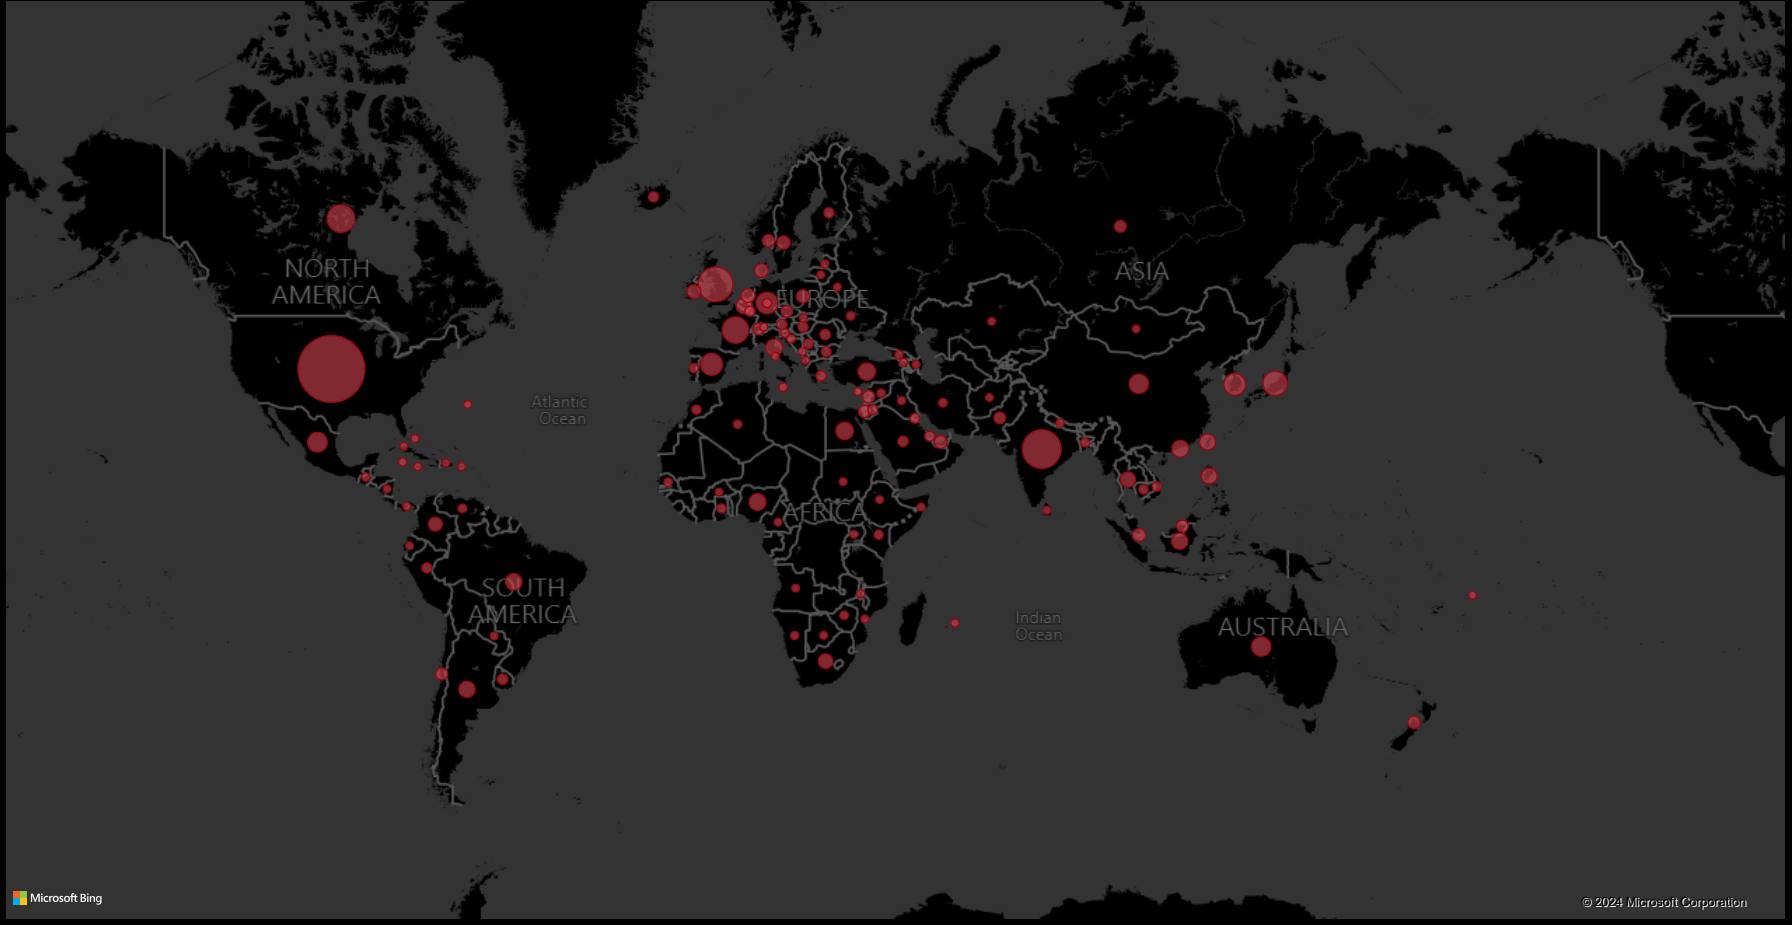 NORTH
AMERICA
ASIA
EUROPE
Atlantic
Ocean
AFRICA
SOUTH
AMERICA
Indian
Ocean
AUSTRALIA
Microsoft Bing
© 2024 Microsoft Corporation